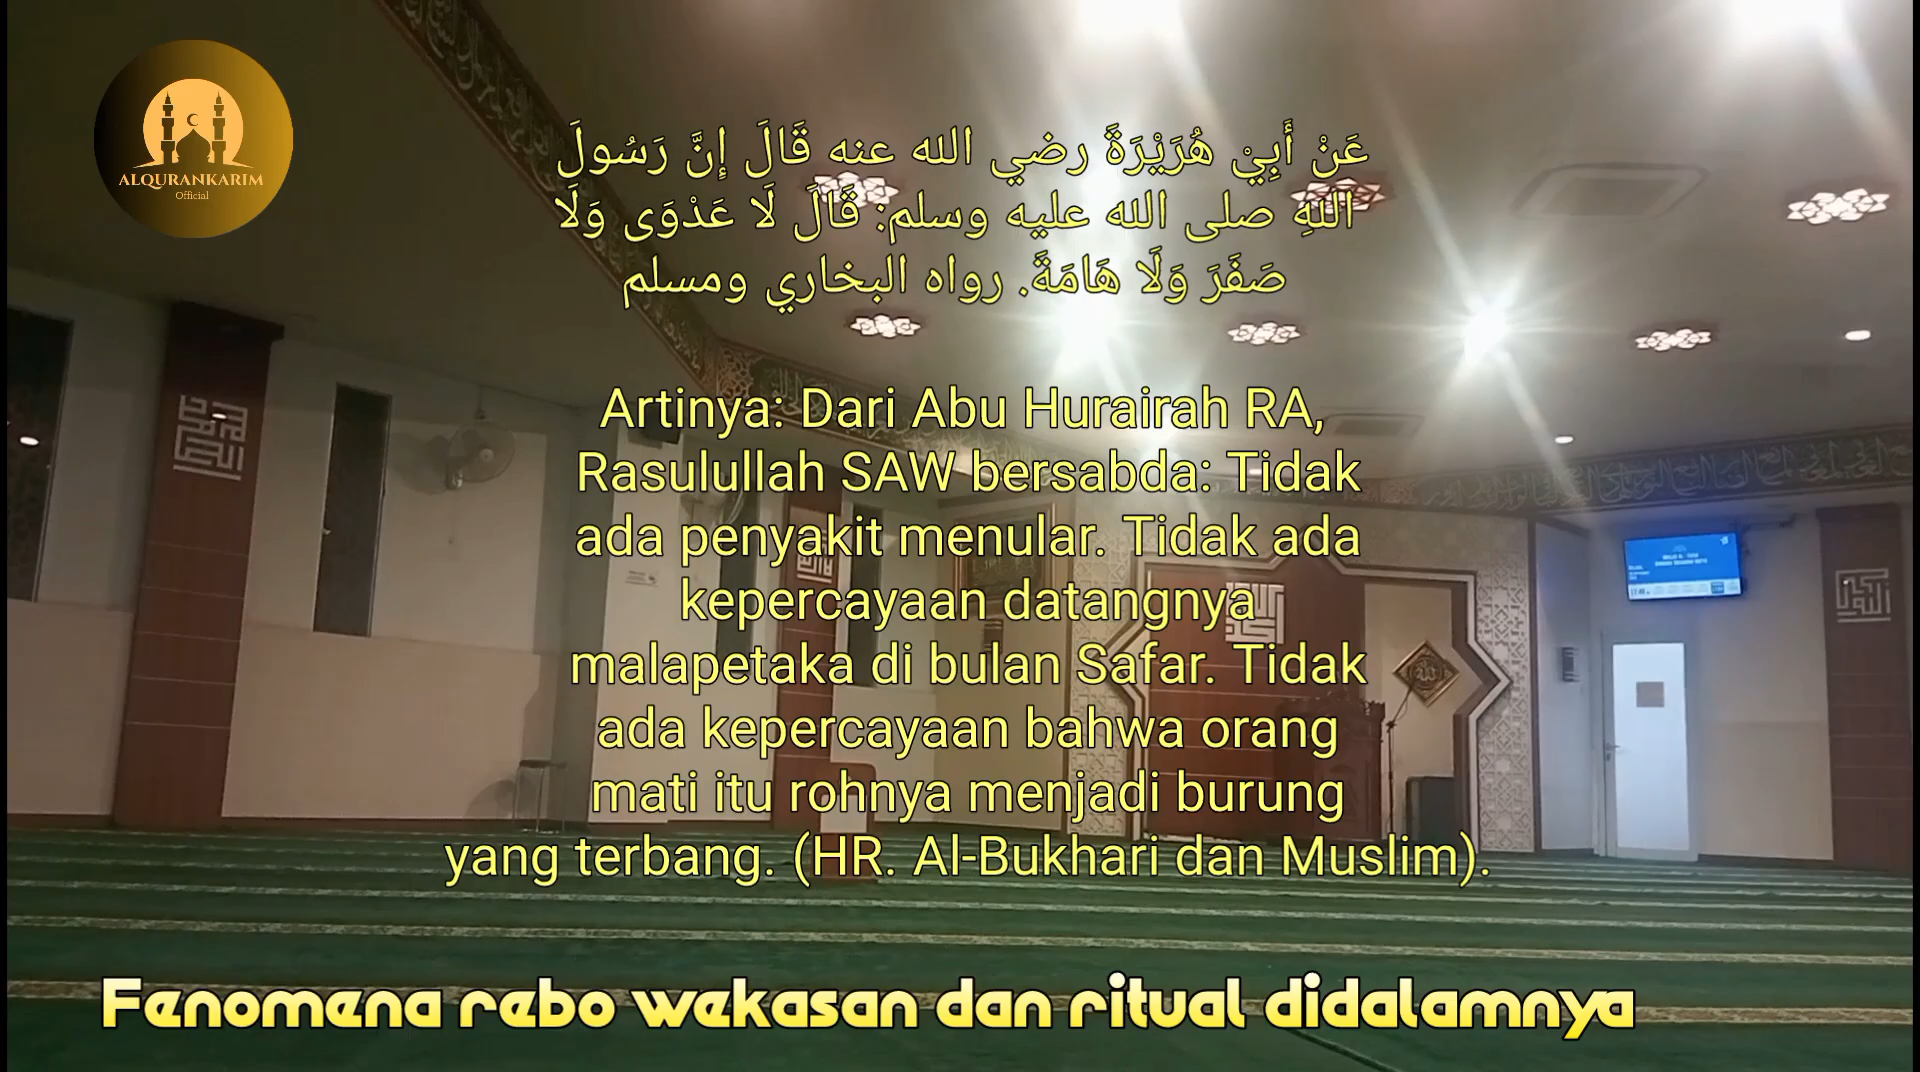 ALQURANKARIM
Official
عَنْ أَبِيْ هُرَيْرَةَ رضي الله عنه قَالَ إِنَّ رَسُولَ
اللهِ صلى الله عليه وسلم: قَالَ لَا عَدْوَى وَلَا
صَفَرَ وَلَا هَامَةَ. رواه البخاري ومسلم
Artinya: Dari Abu Hurairah RA,
Rasulullah SAW bersabda: Tidak
ada penyakit menular. Tidak ada
kepercayaan datangnya
malapetaka di bulan Safar. Tidak
ada kepercayaan bahwa orang
mati itu rohnya menjadi burung
yang terbang. (HR. Al-Bukhari dan Muslim).
Fenomena rebo wekasan dan ritual didalamnya